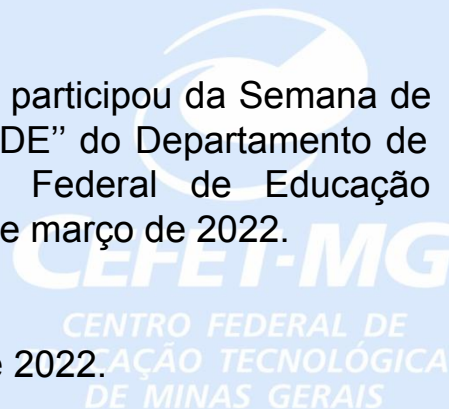 participou da Semana de
DE’’ do Departamento de
Federal de Educação
e março de 2022.
CEFET-MG
CENTRO FEDERAL DE
AÇÃO TECNOLÓGICA
e 2022.
DE MINAS GERAIS